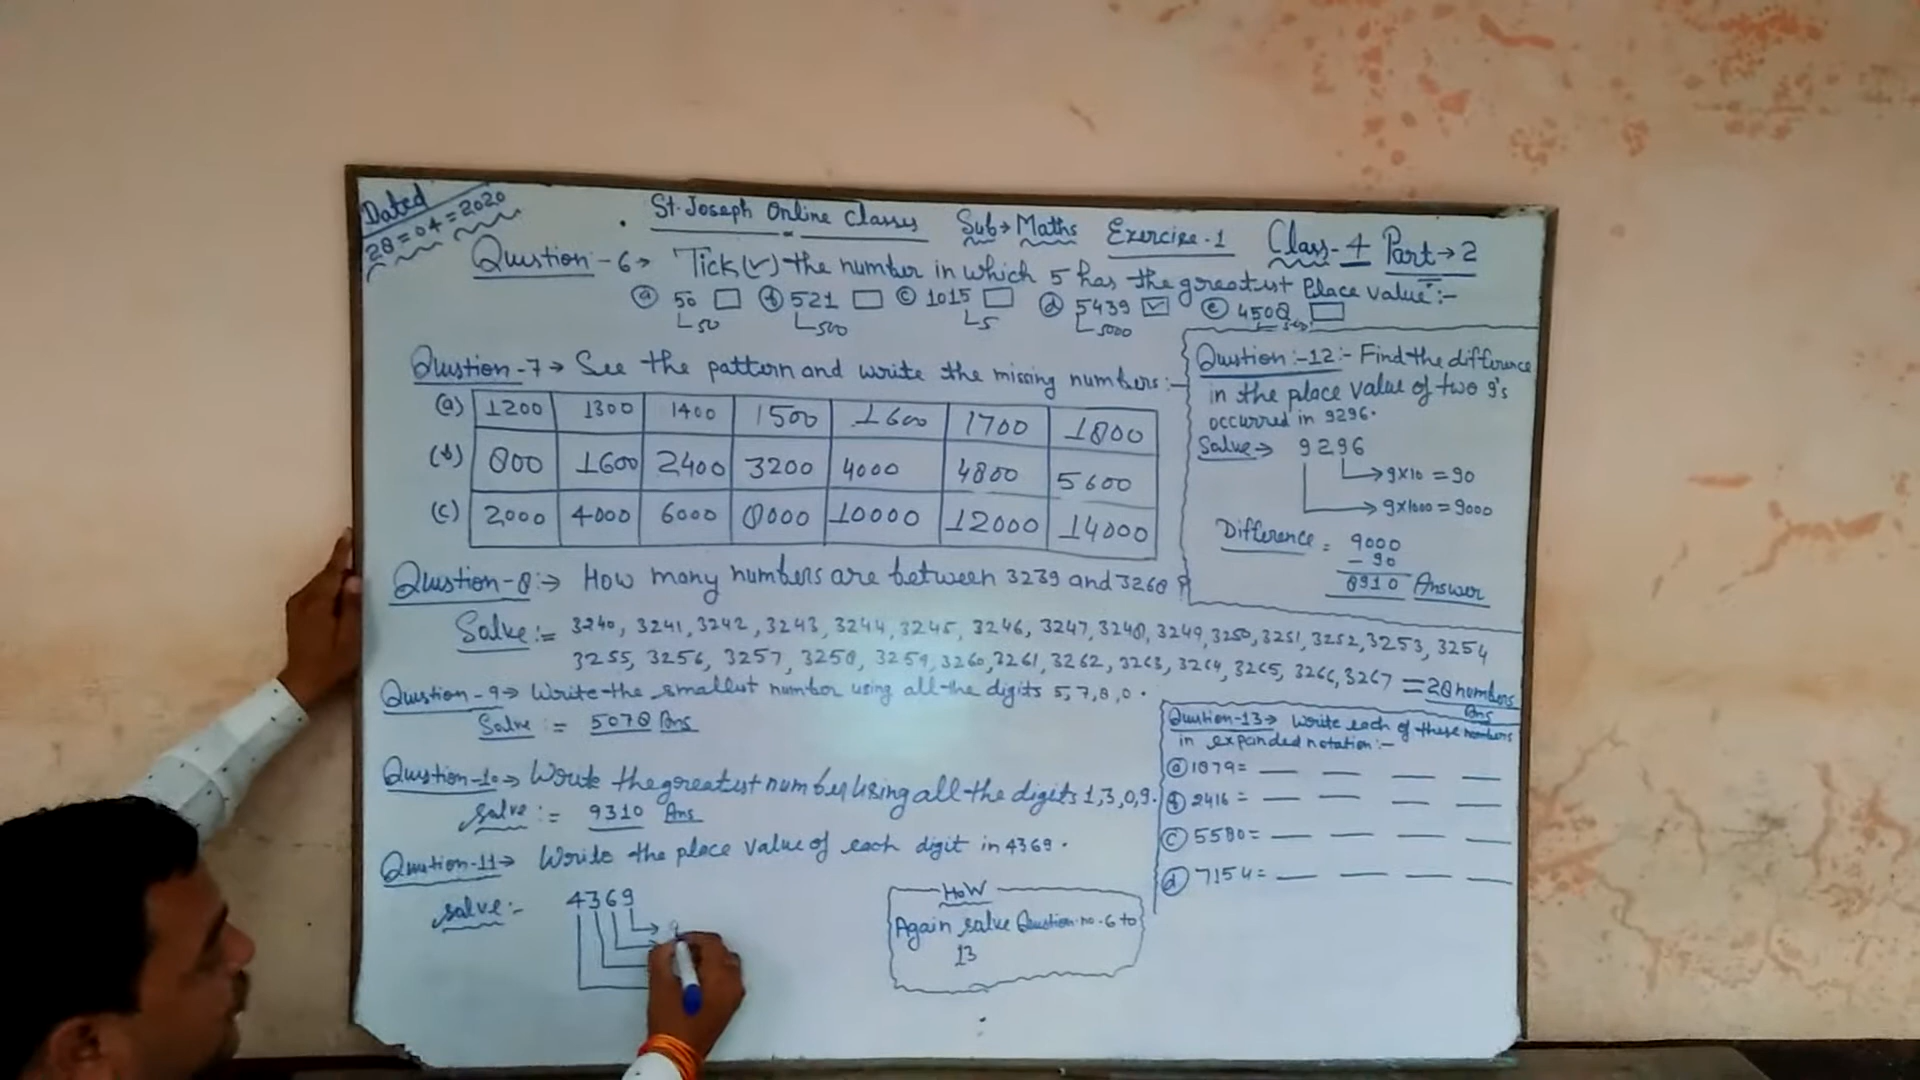 Dated
28=04=2020
St. Joseph Online Classes Sub→Maths Exercise-1 Class-4 Part→2
Question-6→ Tick(✓) the number in which 5 has the greatest Place value:-
(a) 50 (b) 521 (c) 1015 (d) 5439 ✓ (e) 4508
50 500 5 5000
Question-7→ See the pattern and write the missing numbers:-
(a) 1200 1300 1400 1500 1600 1700 1800
(b) 800 1600 2400 3200 4000 4800 5600
(c) 2000 4000 6000 8000 10000 12000 14000
Question:-12:- Find the difference
in the place value of two 9's
occurred in 9296.
Solve→ 9296
→9x10=90
→9x1000=9000
Difference = 9000
-90
8910 Answer
Question-8:→ How many numbers are between 3239 and 3268?
Solve:= 3240, 3241, 3242, 3243, 3244, 3245, 3246, 3247, 3248, 3249, 3250, 3251, 3252, 3253, 3254
3255, 3256, 3257, 3258, 3259, 3260, 3261, 3262, 3263, 3264, 3265, 3266, 3267 = 28 numbers
Ans
Question-9→ Write the smallest number using all the digits 5,7,8,0.
Solve:= 5078 Ans
Question-10→ Write the greatest number using all the digits 1,3,0,9.
Solve:= 9310 Ans
Question-11→ Write the place value of each digit in 4369.
Solve:- 4369
HoW
Again solve Question no. 6 to
13
Question-13→ Write each of these numbers
in expanded notation:-
(a) 1879=
(b) 2416=
(c) 5580=
(d) 7154=